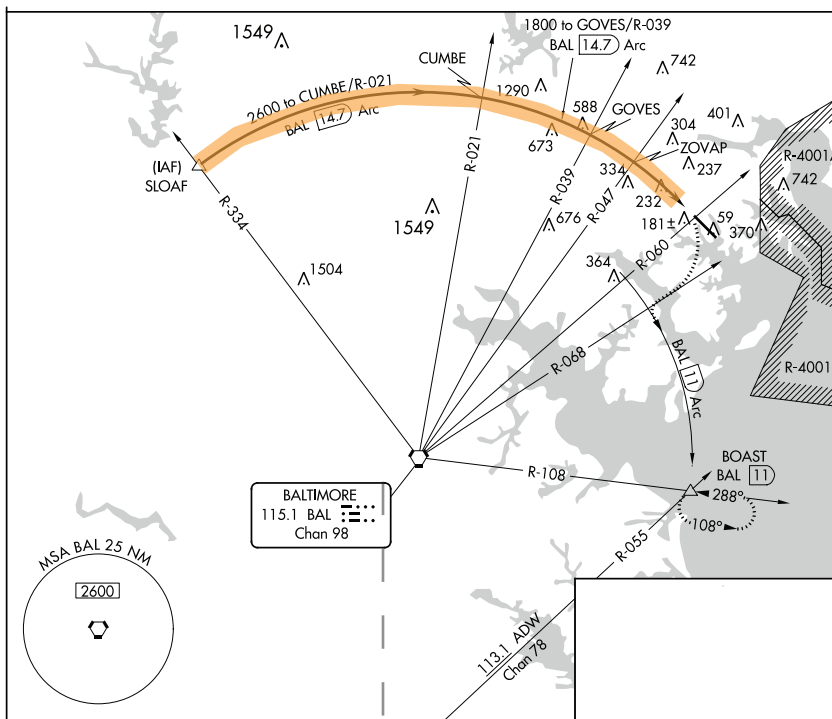 1549
1800 to GOVES/R-039
BAL 14.7 Arc
CUMBE
742
2600 to CUMBE/R-021
BAL 14.7 Arc
1290
588
GOVES
401
673
304
ZOVAP
R-4001A
(IAF)
SLOAF
334
237
742
R-334
R-021
R-039
R-047
232
1549
676
181±
59
370
R-060
1504
364
R-068
BAL 11 Arc
R-4001
R-108
BOAST
BAL 11
288°
108°
BALTIMORE
115.1 BAL
Chan 98
R-055
MSA BAL 25 NM
2600
113.1 ADW
Chan 78